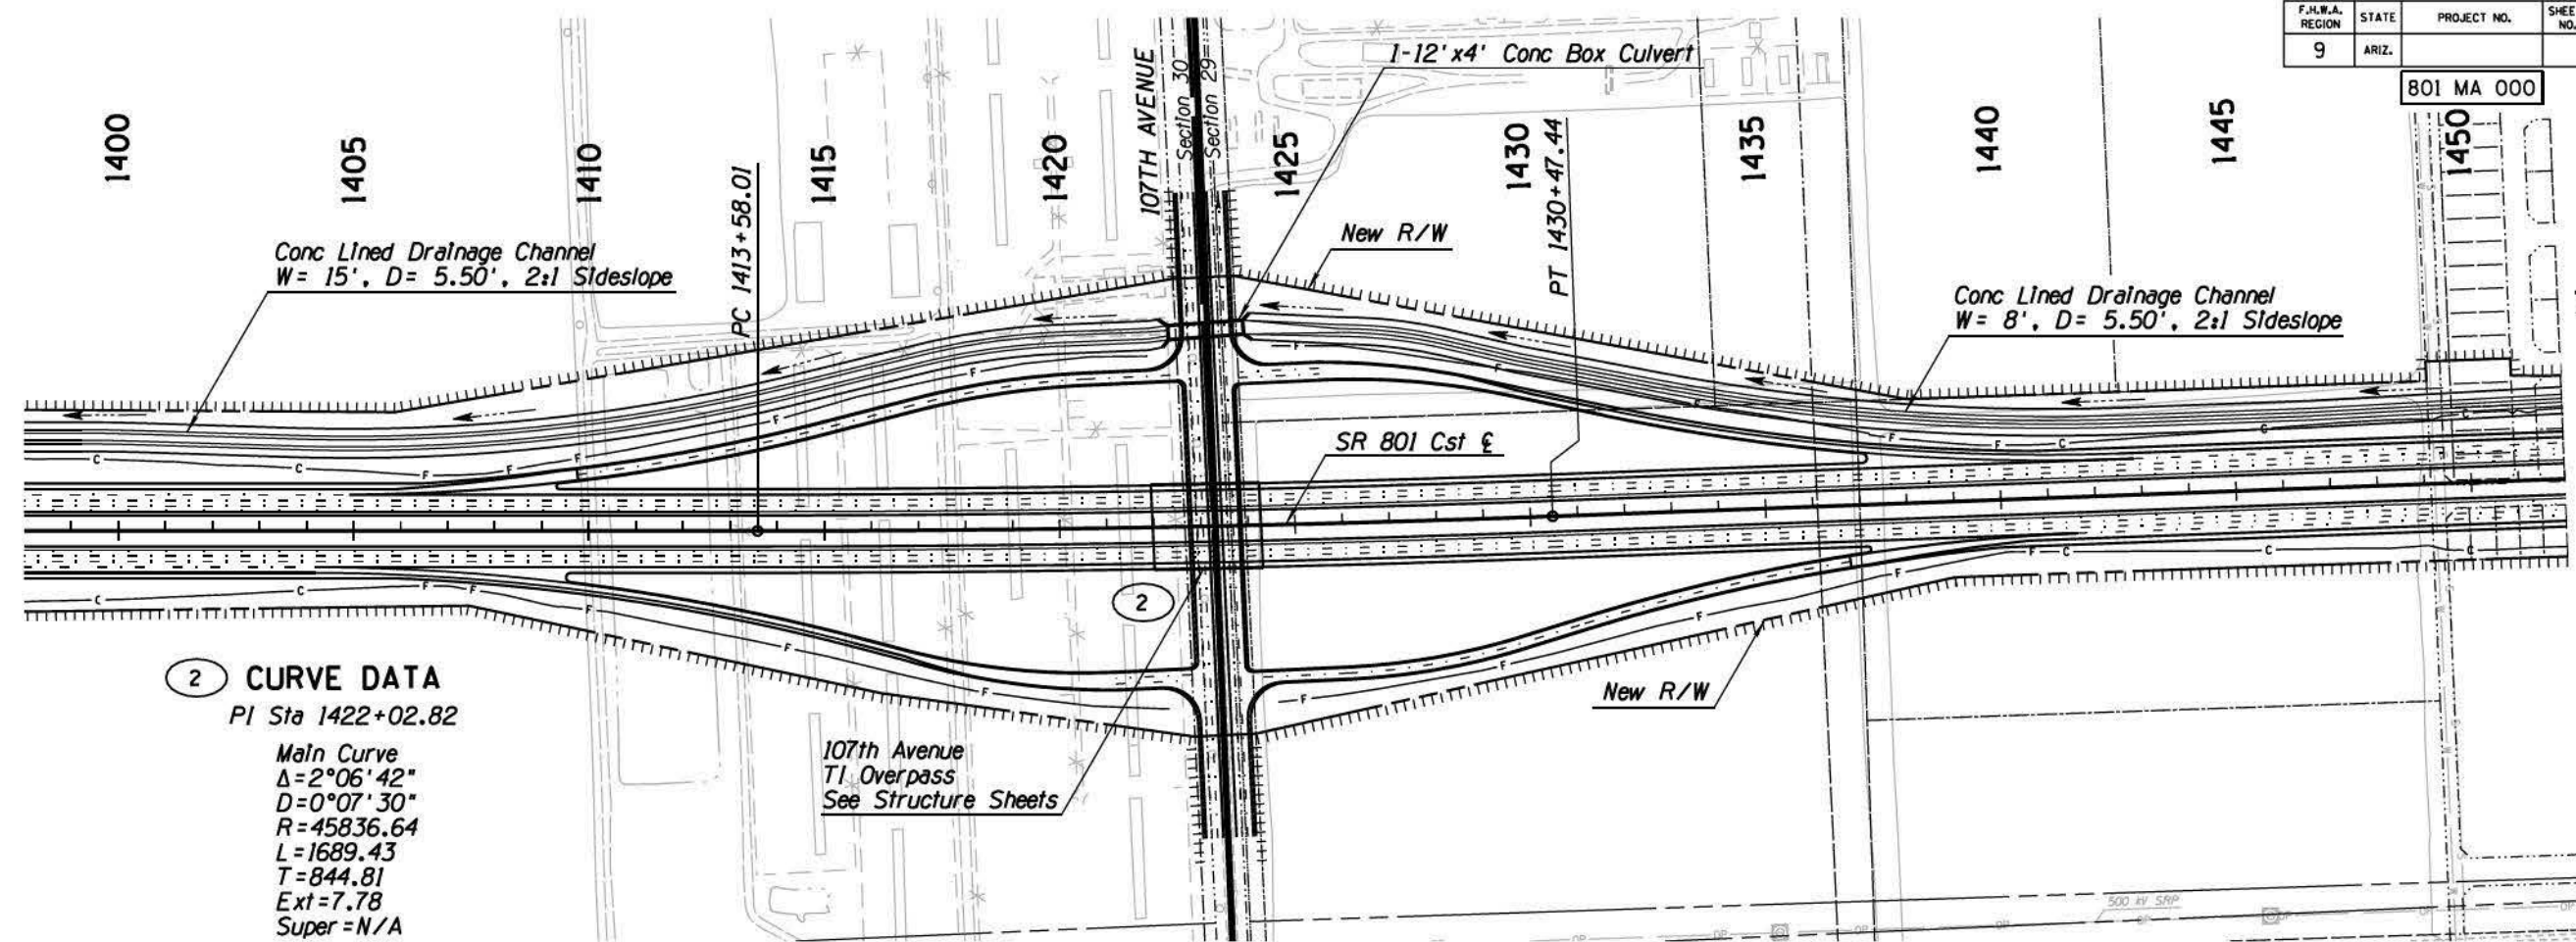 F.H.W.A. REGION
STATE
PROJECT NO.
SHEE
NO.
9
ARIZ.
801 MA 000
1400
1405
1410
1415
1420
1425
1430
1435
1440
1445
1450
107TH AVENUE
Section 30
Section 29
1-12'x4' Conc Box Culvert
PC 1413+58.01
PT 1430+47.44
New R/W
Conc Lined Drainage Channel
W= 15', D= 5.50', 2:1 Sideslope
Conc Lined Drainage Channel
W= 8', D= 5.50', 2:1 Sideslope
SR 801 Cst ℄
2
New R/W
107th Avenue
TI Overpass
See Structure Sheets
2 CURVE DATA
PI Sta 1422+02.82
Main Curve
Δ=2°06'42"
D=0°07'30"
R=45836.64
L=1689.43
T=844.81
Ext=7.78
Super=N/A
500 kV SRP